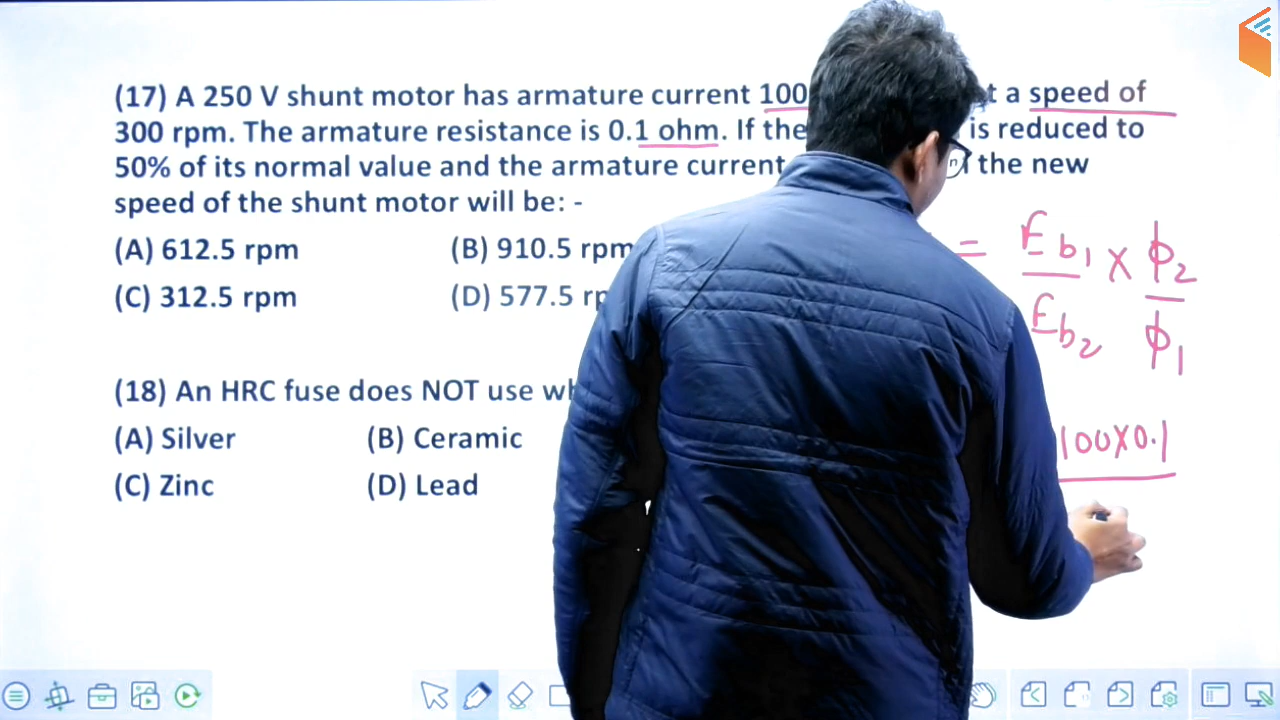 (17) A 250 V shunt motor has armature current 100 t a speed of
300 rpm. The armature resistance is 0.1 ohm. If the is reduced to
50% of its normal value and the armature current the new
speed of the shunt motor will be: -
(A) 612.5 rpm (B) 910.5 rpm
(C) 312.5 rpm (D) 577.5 rp
= Eb1 × ϕ2
Eb2 ϕ1
(18) An HRC fuse does NOT use wh
(A) Silver (B) Ceramic
100×0.1
(C) Zinc (D) Lead